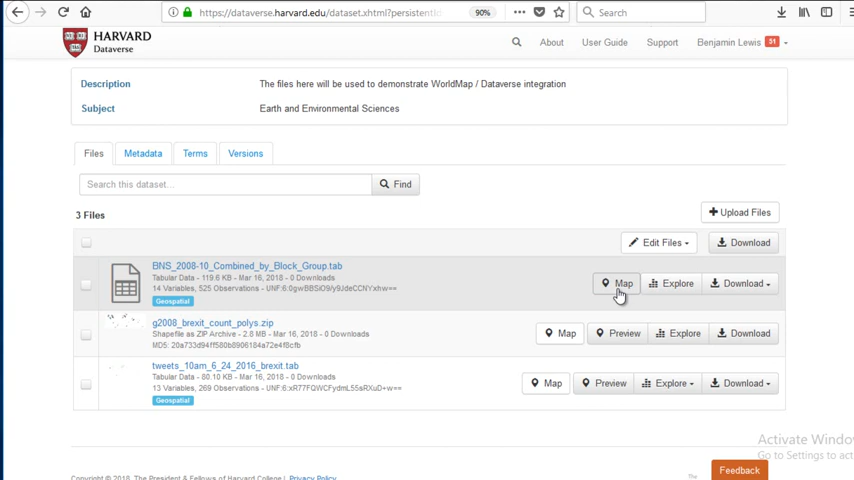 https://dataverse.harvard.edu/dataset.xhtml?persistentId
90%
Search
HARVARD
Dataverse
About
User Guide
Support
Benjamin Lewis 51
Description
The files here will be used to demonstrate WorldMap / Dataverse integration
Subject
Earth and Environmental Sciences
Files
Metadata
Terms
Versions
Search this dataset...
Find
3 Files
Upload Files
Edit Files
Download
BNS_2008-10_Combined_by_Block_Group.tab
Tabular Data - 119.6 KB - Mar 16, 2018 - 0 Downloads
14 Variables, 525 Observations - UNF:6:0gwBBSiO9/y9JdeCCNYxhw==
Geospatial
Map
Explore
Download
g2008_brexit_count_polys.zip
Shapefile as ZIP Archive - 2.8 MB - Mar 16, 2018 - 0 Downloads
MD5: 20a733d94ff580b8906184a72e4f8cfb
Map
Preview
Explore
Download
tweets_10am_6_24_2016_brexit.tab
Tabular Data - 80.10 KB - Mar 16, 2018 - 0 Downloads
13 Variables, 269 Observations - UNF:6:xR77FQWCFydmL55sRXuD+w==
Geospatial
Map
Preview
Explore
Download
Activate Windo
Go to Settings to act
Feedback
Copyright © 2018, The President & Fellows of Harvard College | Privacy Policy
The